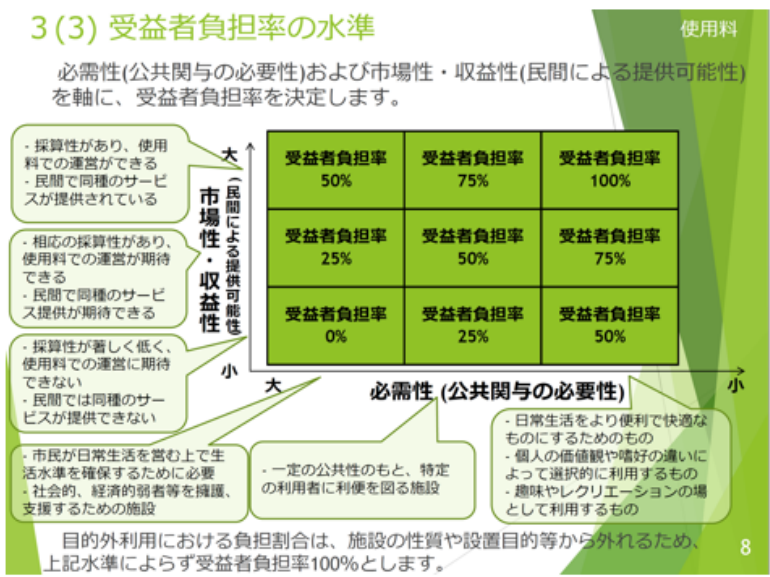 3(3) 受益者負担率の水準
使用料
必需性(公共関与の必要性)および市場性・収益性(民間による提供可能性)
を軸に、受益者負担率を決定します。
- 採算性があり、使用
料での運営ができる
- 民間で同種のサービ
スが提供されている
- 相応の採算性があり、
使用料での運営が期待
できる
- 民間で同種のサービ
ス提供が期待できる
- 採算性が著しく低く、
使用料での運営に期待
できない
- 民間では同種のサー
ビスが提供できない
大
市場性・収益性
(民間による提供可能性)
小
受益者負担率
50%
受益者負担率
75%
受益者負担率
100%
受益者負担率
25%
受益者負担率
50%
受益者負担率
75%
受益者負担率
0%
受益者負担率
25%
受益者負担率
50%
大
必需性 (公共関与の必要性)
小
- 市民が日常生活を営む上で生
活水準を確保するために必要
- 社会的、経済的弱者等を擁護、
支援するための施設
- 一定の公共性のもと、特定
の利用者に利便を図る施設
- 日常生活をより便利で快適な
ものにするためのもの
- 個人の価値観や嗜好の違いに
よって選択的に利用するもの
- 趣味やレクリエーションの場
として利用するもの
目的外利用における負担割合は、施設の性質や設置目的等から外れるため、
上記水準によらず受益者負担率100%とします。
8